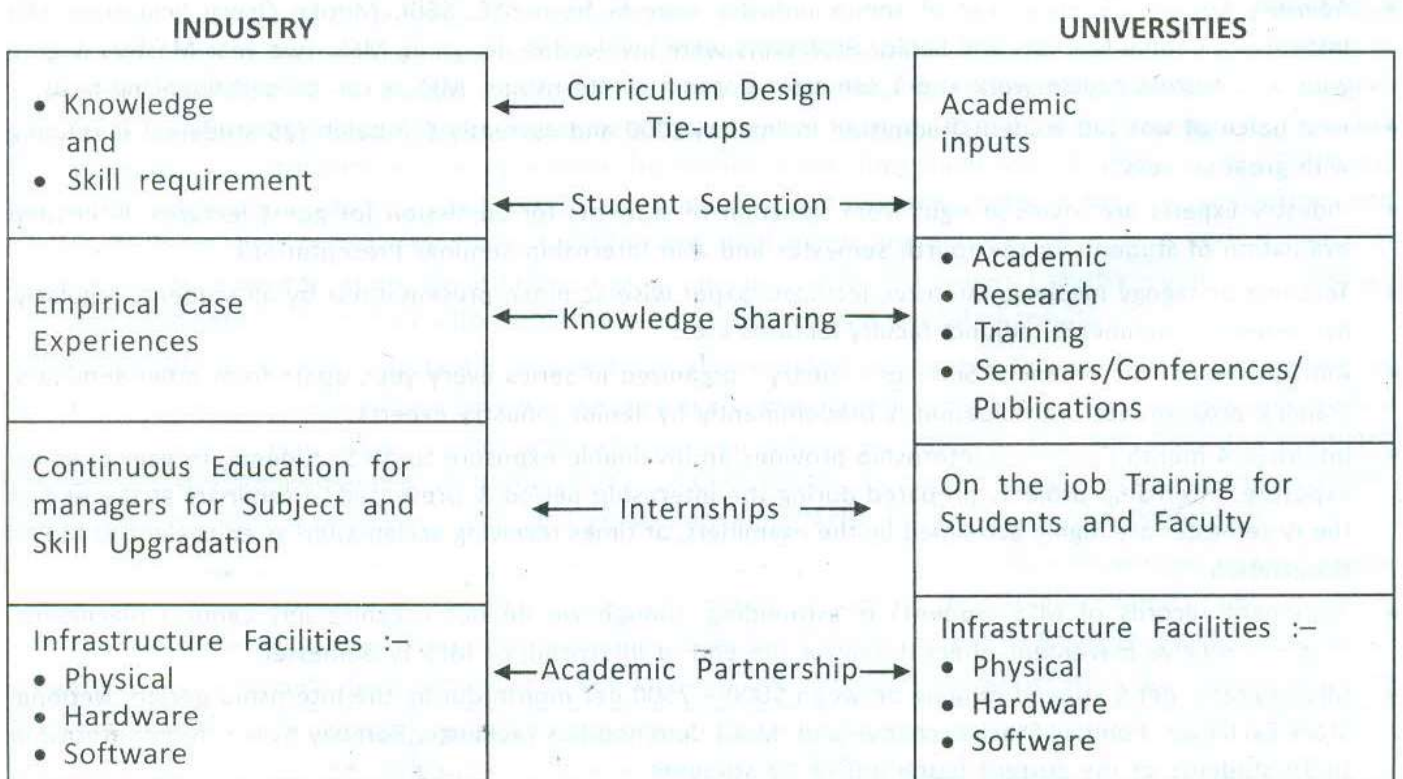 INDUSTRY
UNIVERSITIES
• Knowledge
and
• Skill requirement
Curriculum Design
Tie-ups
Academic
inputs
Student Selection
Empirical Case
Experiences
Knowledge Sharing
• Academic
• Research
• Training
• Seminars/Conferences/
Publications
Continuous Education for
managers for Subject and
Skill Upgradation
Internships
On the job Training for
Students and Faculty
Infrastructure Facilities :–
• Physical
• Hardware
• Software
Academic Partnership
Infrastructure Facilities :–
• Physical
• Hardware
• Software